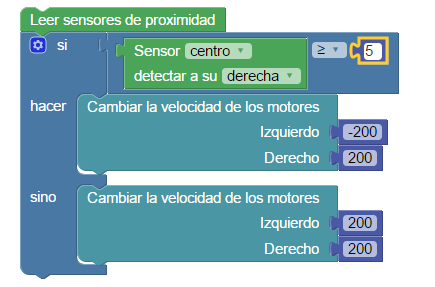 Leer sensores de proximidad
si Sensor centro ≥ 5
detectar a su derecha
hacer Cambiar la velocidad de los motores
Izquierdo -200
Derecho 200
sino Cambiar la velocidad de los motores
Izquierdo 200
Derecho 200